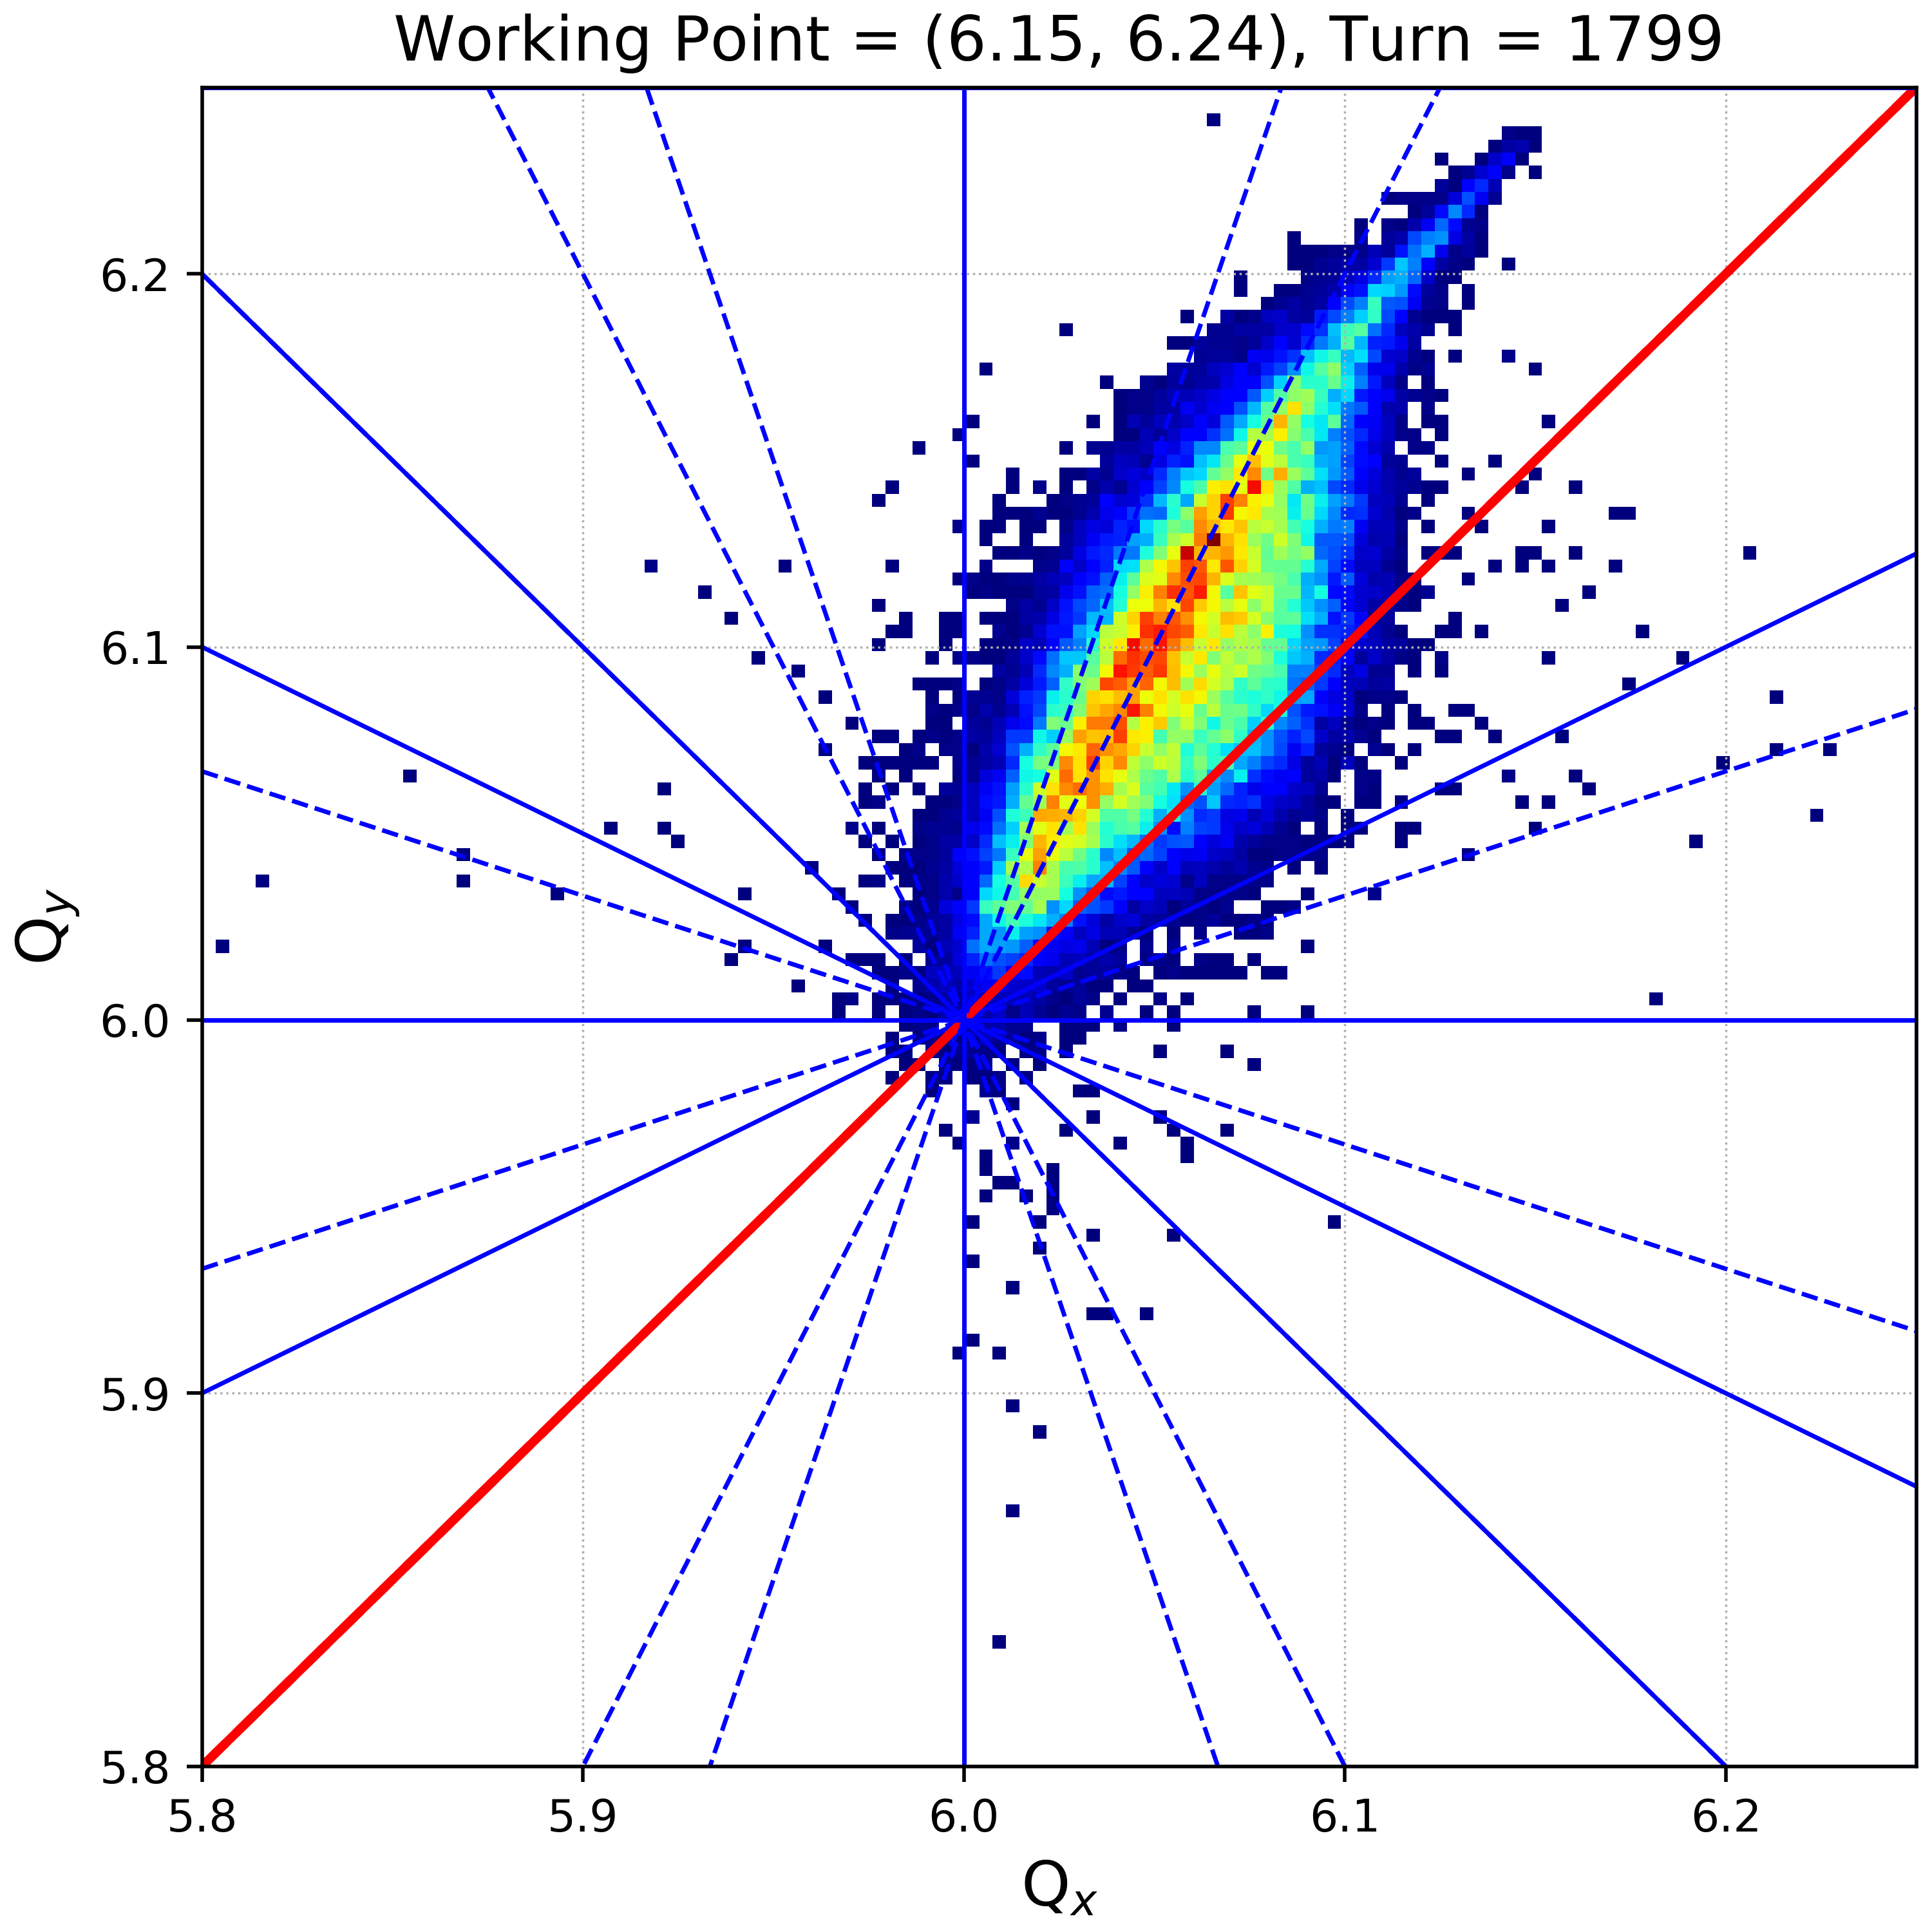 Working Point = (6.15, 6.24), Turn = 1799
6.2
6.1
6.0
5.9
5.8
Qy
5.8 5.9 6.0 6.1 6.2
Qx